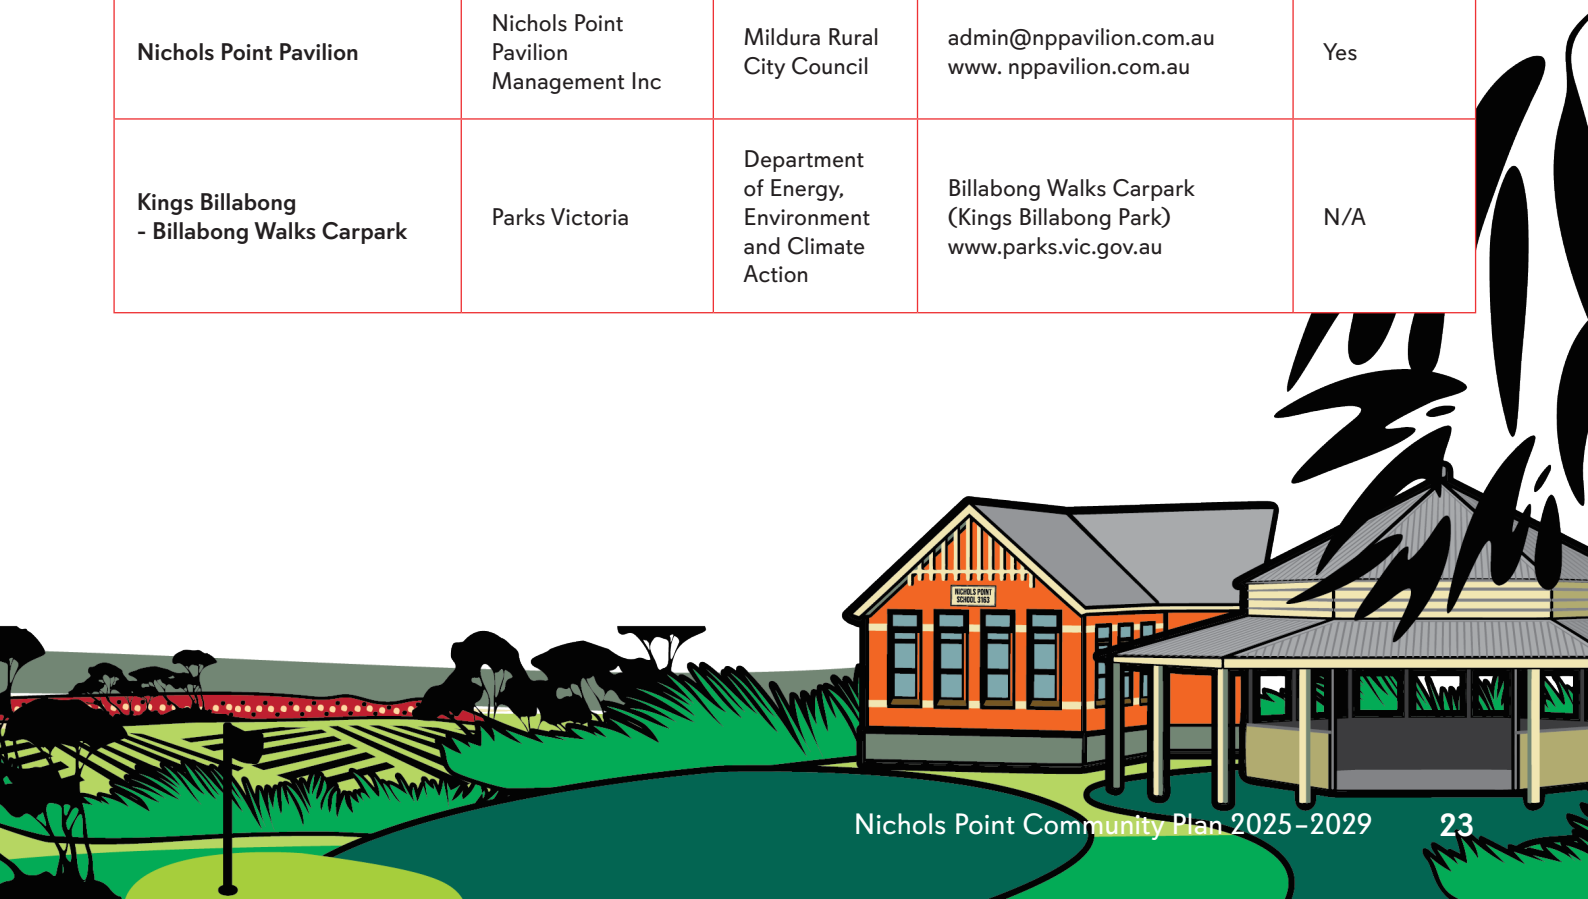 Nichols Point Pavilion
Nichols Point
Pavilion
Management Inc
Mildura Rural
City Council
admin@nppavilion.com.au
www. nppavilion.com.au
Yes
Kings Billabong
- Billabong Walks Carpark
Parks Victoria
Department
of Energy,
Environment
and Climate
Action
Billabong Walks Carpark
(Kings Billabong Park)
www.parks.vic.gov.au
N/A
NICHOLS POINT
SCHOOL 3163
Nichols Point Community Plan 2025–2029
23